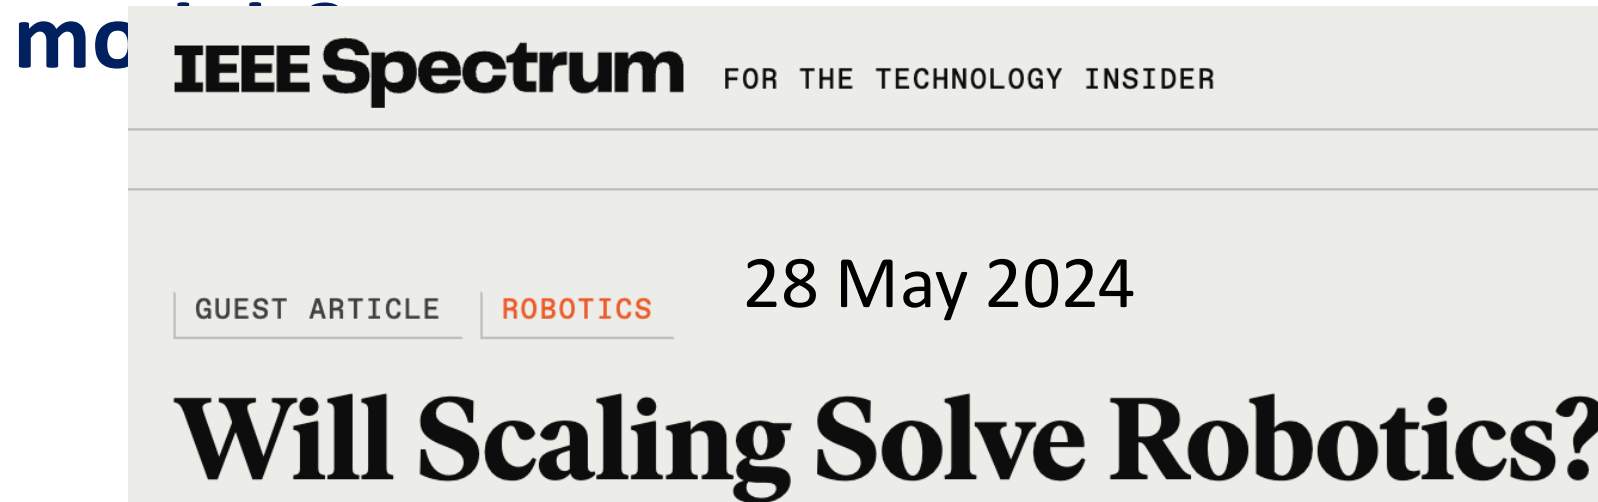 IEEE Spectrum FOR THE TECHNOLOGY INSIDER
28 May 2024
GUEST ARTICLE ROBOTICS
Will Scaling Solve Robotics?